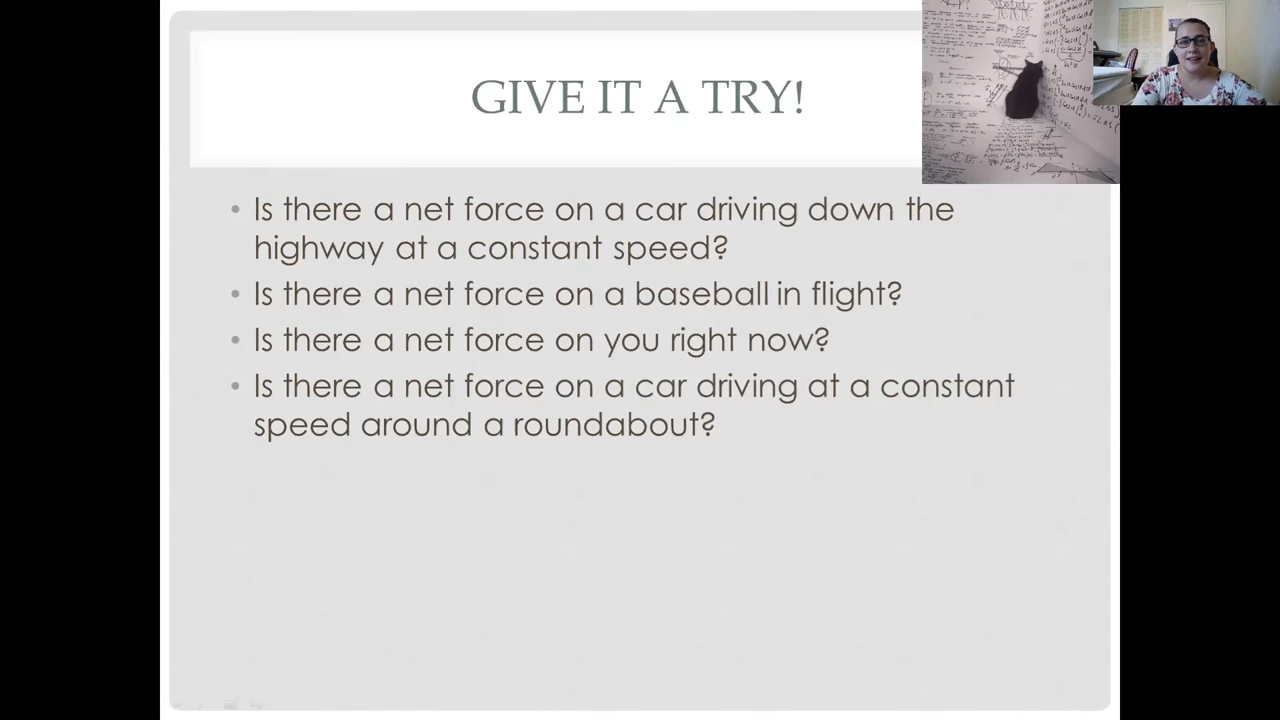 GIVE IT A TRY!
• Is there a net force on a car driving down the
highway at a constant speed?
• Is there a net force on a baseball in flight?
• Is there a net force on you right now?
• Is there a net force on a car driving at a constant
speed around a roundabout?